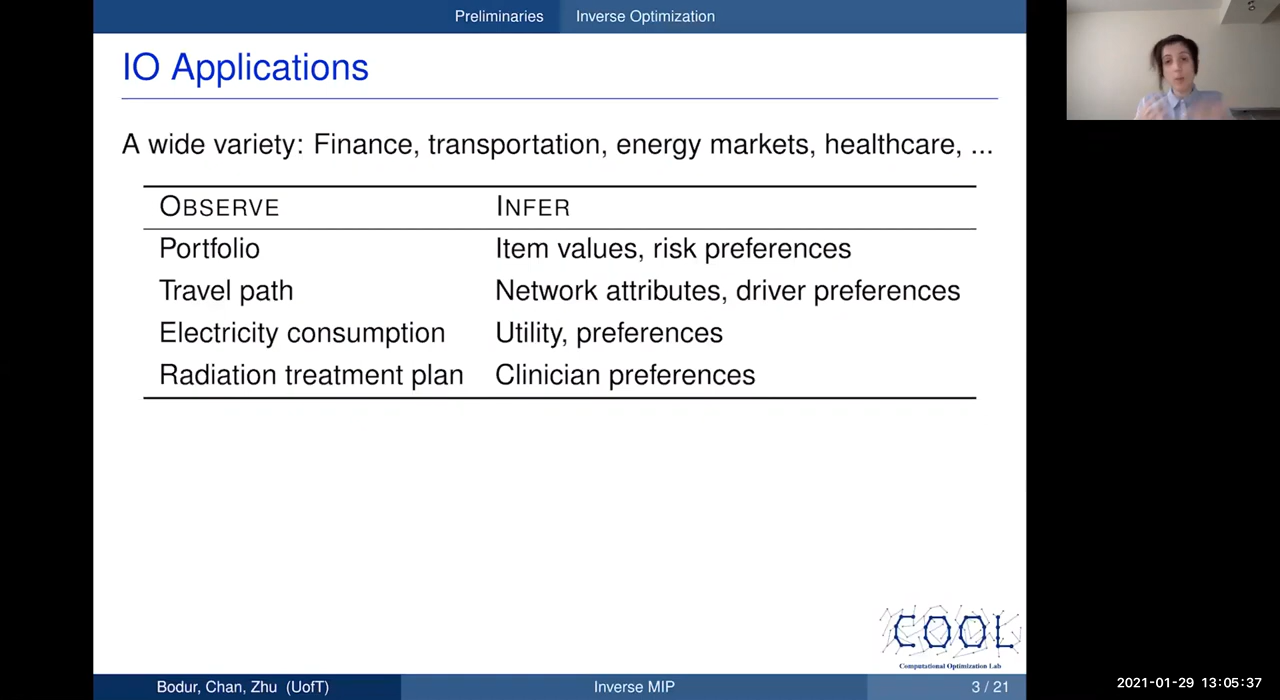 Preliminaries Inverse Optimization
IO Applications
A wide variety: Finance, transportation, energy markets, healthcare, ...
OBSERVE INFER
Portfolio Item values, risk preferences
Travel path Network attributes, driver preferences
Electricity consumption Utility, preferences
Radiation treatment plan Clinician preferences
COOL
Computational Optimization Lab
Bodur, Chan, Zhu (UofT) Inverse MIP 3 / 21
2021-01-29 13:05:37